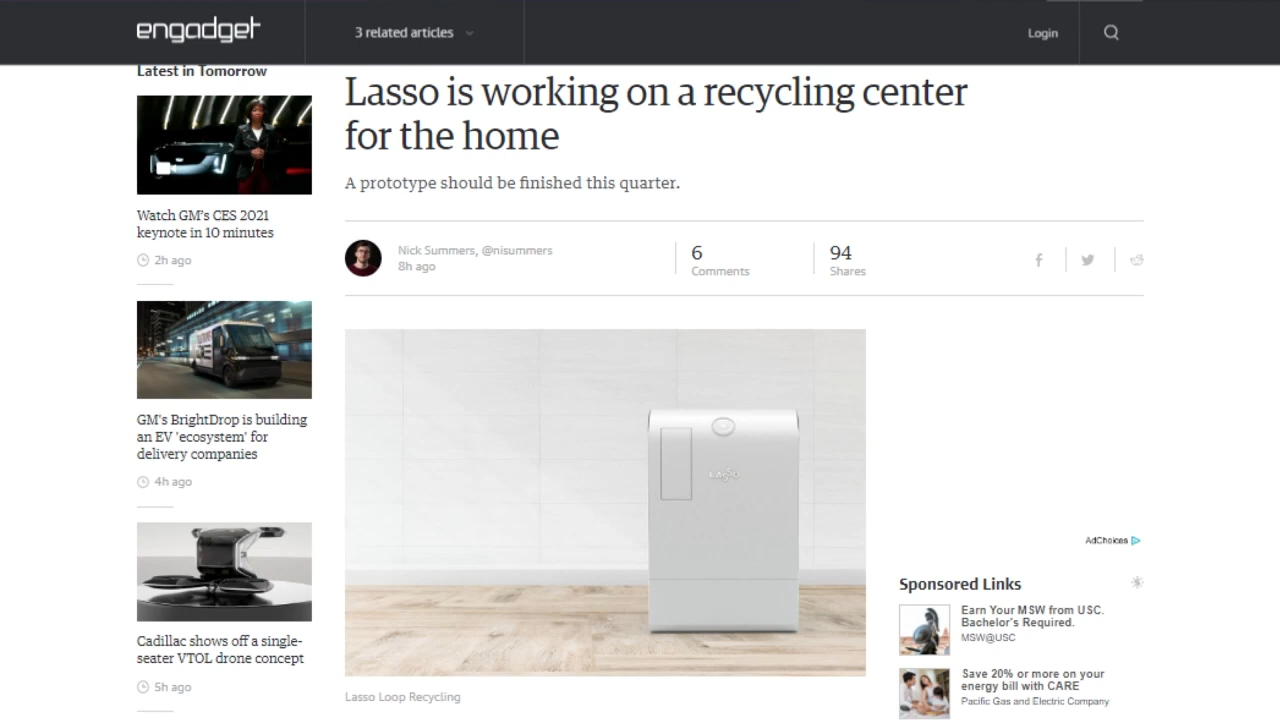 engadget
3 related articles
Login
Latest in Tomorrow
Watch GM's CES 2021
keynote in 10 minutes
2h ago
GM's BrightDrop is building
an EV 'ecosystem' for
delivery companies
4h ago
Cadillac shows off a single-
seater VTOL drone concept
5h ago
Lasso is working on a recycling center
for the home
A prototype should be finished this quarter.
Nick Summers, @nisummers
8h ago
6
Comments
94
Shares
LASSO
Lasso Loop Recycling
AdChoices
Sponsored Links
Earn Your MSW from USC.
Bachelor's Required.
MSW@USC
Save 20% or more on your
energy bill with CARE
Pacific Gas and Electric Company